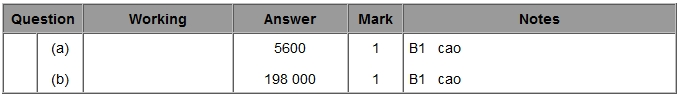 Question Working Answer Mark Notes
(a) 5600 1 B1 cao
(b) 198 000 1 B1 cao